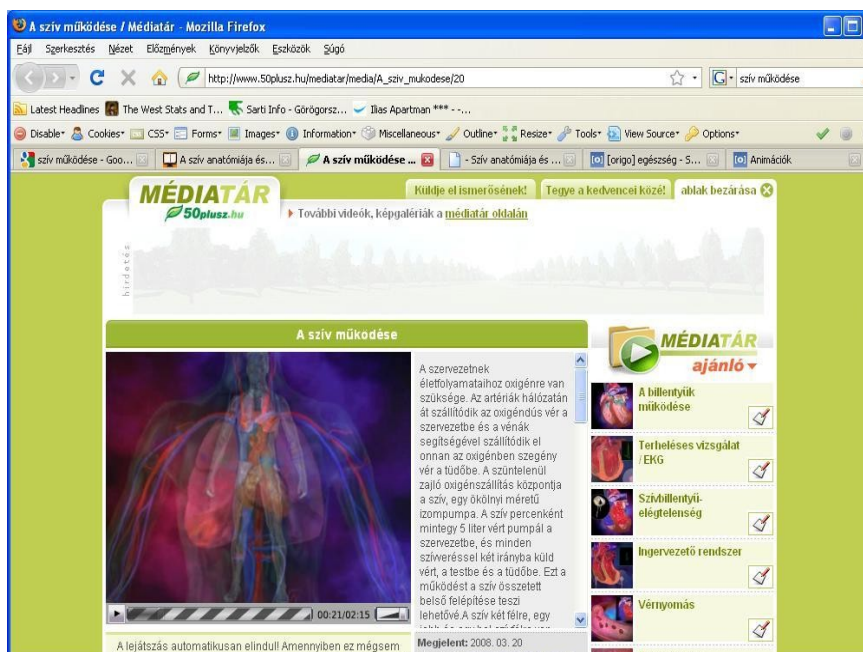 A szív működése / Médiatár - Mozilla Firefox
Fájl Szerkesztés Nézet Előzmények Könyvjelzők Eszközök Súgó
http://www.50plusz.hu/mediatar/media/A_sziv_mukodese/20
szív működése
Latest Headlines The West Stats and T... Sarti Info - Görögorsz... Ilias Apartman *** - -...
Disable Cookies CSS Forms Images Information Miscellaneous Outline Resize Tools View Source Options
szív működése - Goo... A szív anatómiája és... A szív működése ... - Szív anatómiája és ... [origo] egészség - S... Animációk
MÉDIATÁR
50plusz.hu
Küldje el ismerősének! Tegye a kedvencei közé! ablak bezárása
További videók, képgalériák a médiatár oldalán
hirdetés
A szív működése
A szervezetnek
életfolyamataihoz oxigénre van
szüksége. Az artériák hálózatán
át szállítódik az oxigéndús vér a
szervezetbe és a vénák
segítségével szállítódik el
onnan az oxigénben szegény
vér a tüdőbe. A szüntelenül
zajló oxigénszállítás központja
a szív, egy ökölnyi méretű
izompumpa. A szív percenként
mintegy 5 liter vért pumpál a
szervezetbe, és minden
szívveréssel két irányba küld
vért, a testbe és a tüdőbe. Ezt a
működést a szív összetett
belső felépítése teszi
lehetővé.A szív két félre, egy
00:21/02:15
A lejátszás automatikusan elindul! Amennyiben ez mégsem
Megjelent: 2008. 03. 20
MÉDIATÁR
ajánló
A billentyűk
működése
Terheléses vizsgálat
/ EKG
Szívbillentyű-
elégtelenség
Ingervezető rendszer
Vérnyomás